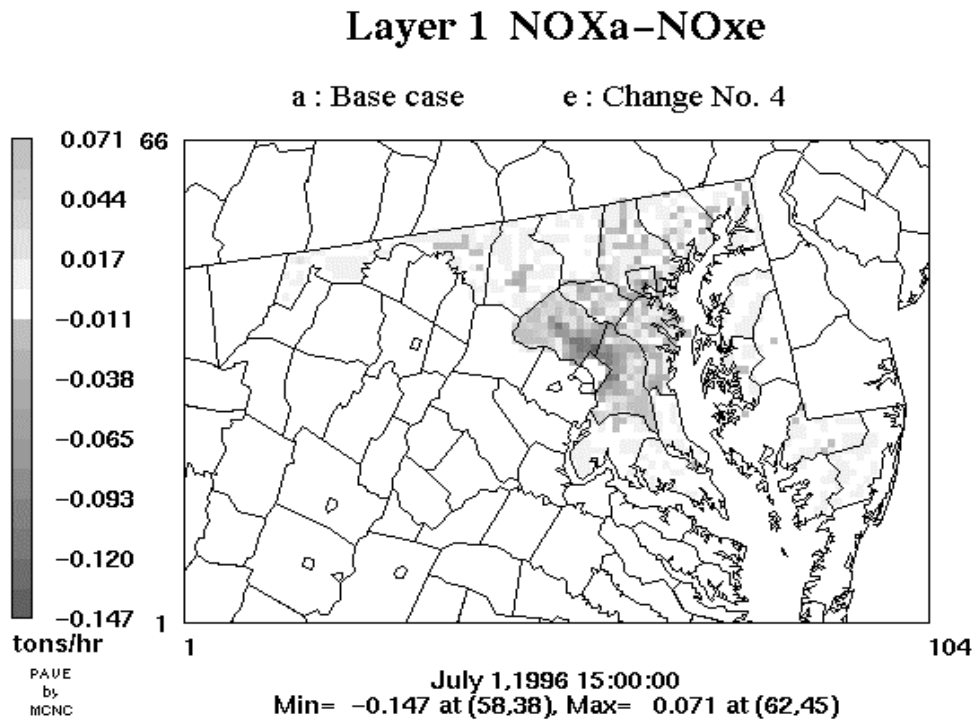 Layer 1 NOXa−NOxe
a : Base case e : Change No. 4
0.071
0.044
0.017
−0.011
−0.038
−0.065
−0.093
−0.120
−0.147
tons/hr
PAVE
by
MCNC
66
1
1
104
July 1,1996 15:00:00
Min= −0.147 at (58,38), Max= 0.071 at (62,45)